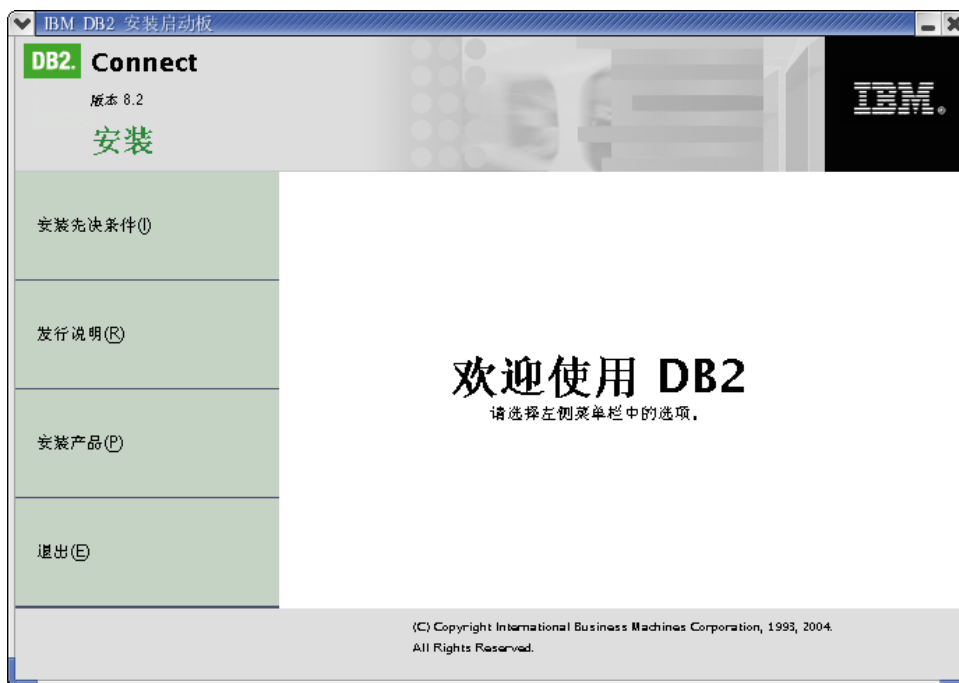 IBM DB2 安装启动板
DB2. Connect
版本 8.2
安装
IBM
安装先决条件(I)
发行说明(R)
安装产品(P)
退出(E)
欢迎使用 DB2
请选择左侧菜单栏中的选项。
(C) Copyright International Business Machines Corporation, 1993, 2004.
All Rights Reserved.